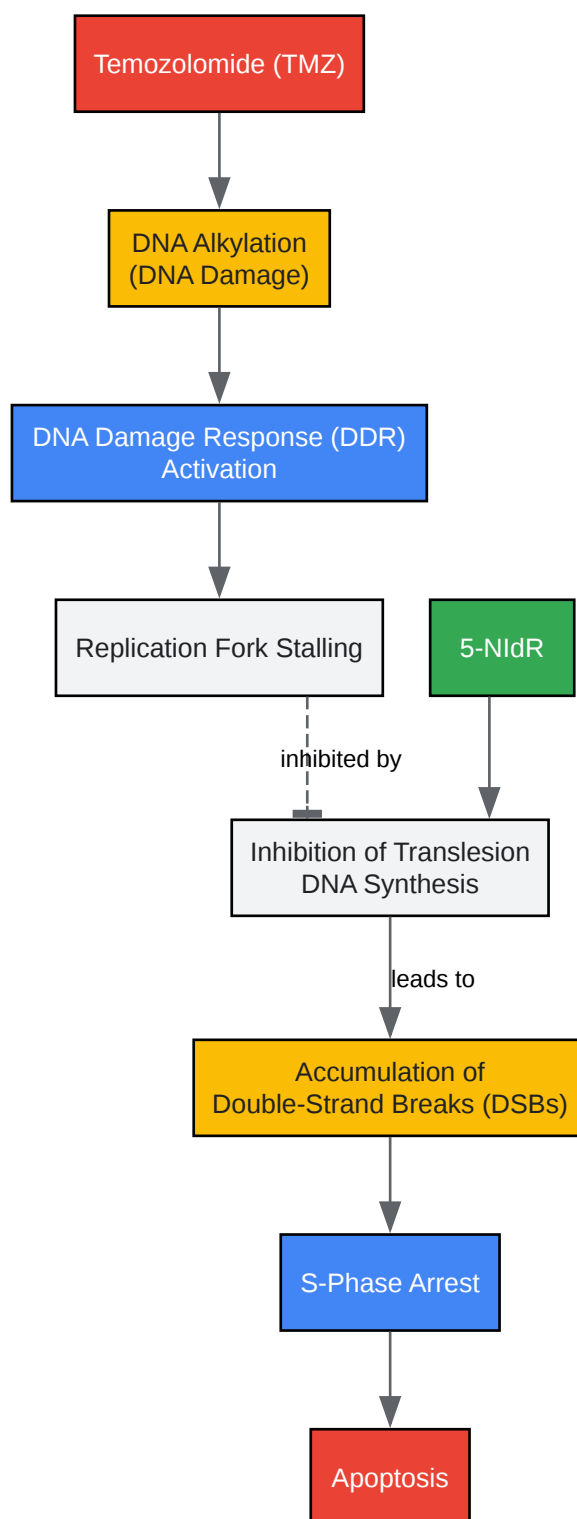 Temozolomide (TMZ)
DNA Alkylation
(DNA Damage)
DNA Damage Response (DDR)
Activation
Replication Fork Stalling
5-NIdR
inhibited by
Inhibition of Translesion
DNA Synthesis
leads to
Accumulation of
Double-Strand Breaks (DSBs)
S-Phase Arrest
Apoptosis